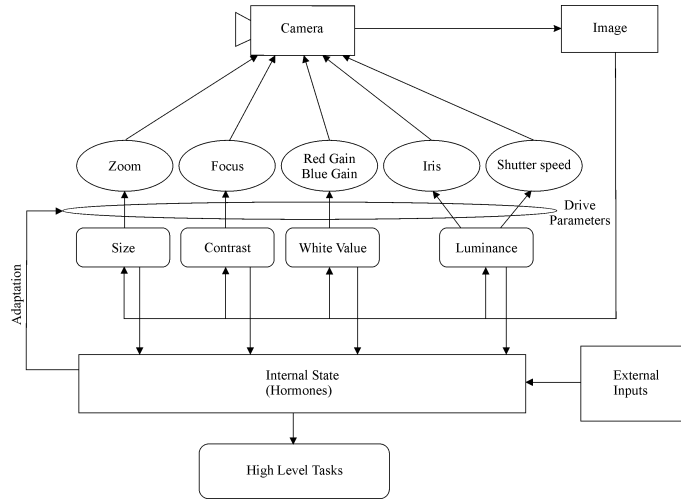 Camera
Image
Zoom
Focus
Red Gain
Blue Gain
Iris
Shutter speed
Drive
Parameters
Size
Contrast
White Value
Luminance
Adaptation
Internal State
(Hormones)
External
Inputs
High Level Tasks